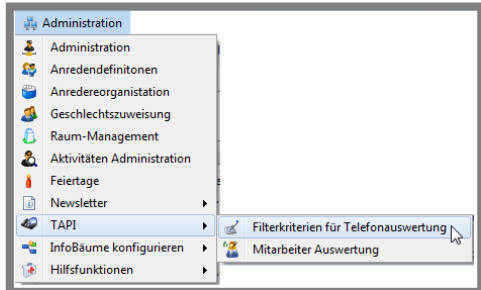 Administration
Administration
Anredendefinitonen
Anredereorganistation
Geschlechtszuweisung
Raum-Management
Aktivitäten Administration
Feiertage
Newsletter
TAPI
Filterkriterien für Telefonauswertung
InfoBäume konfigurieren
Mitarbeiter Auswertung
Hilfsfunktionen